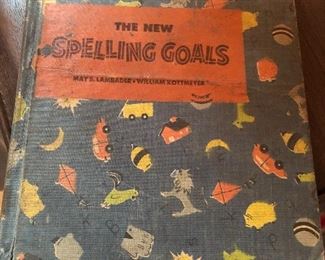 THE NEW
SPELLING GOALS
MAY B. LAMBADER • WILLIAM KOTTMEYER